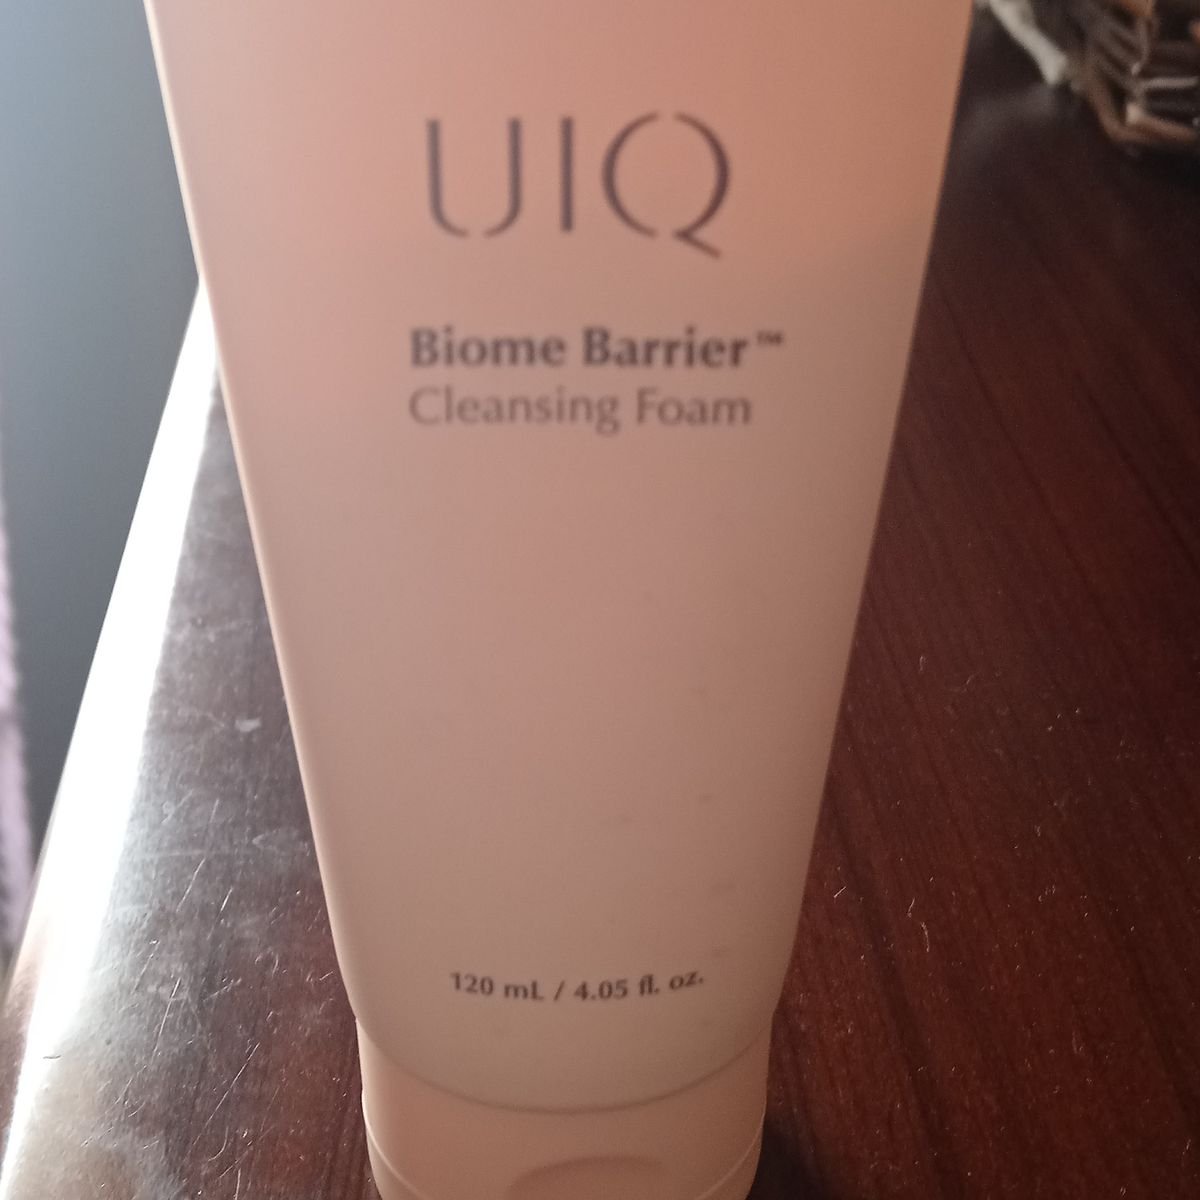 UIQ
Biome Barrier™
Cleansing Foam
120 mL / 4.05 fl. oz.